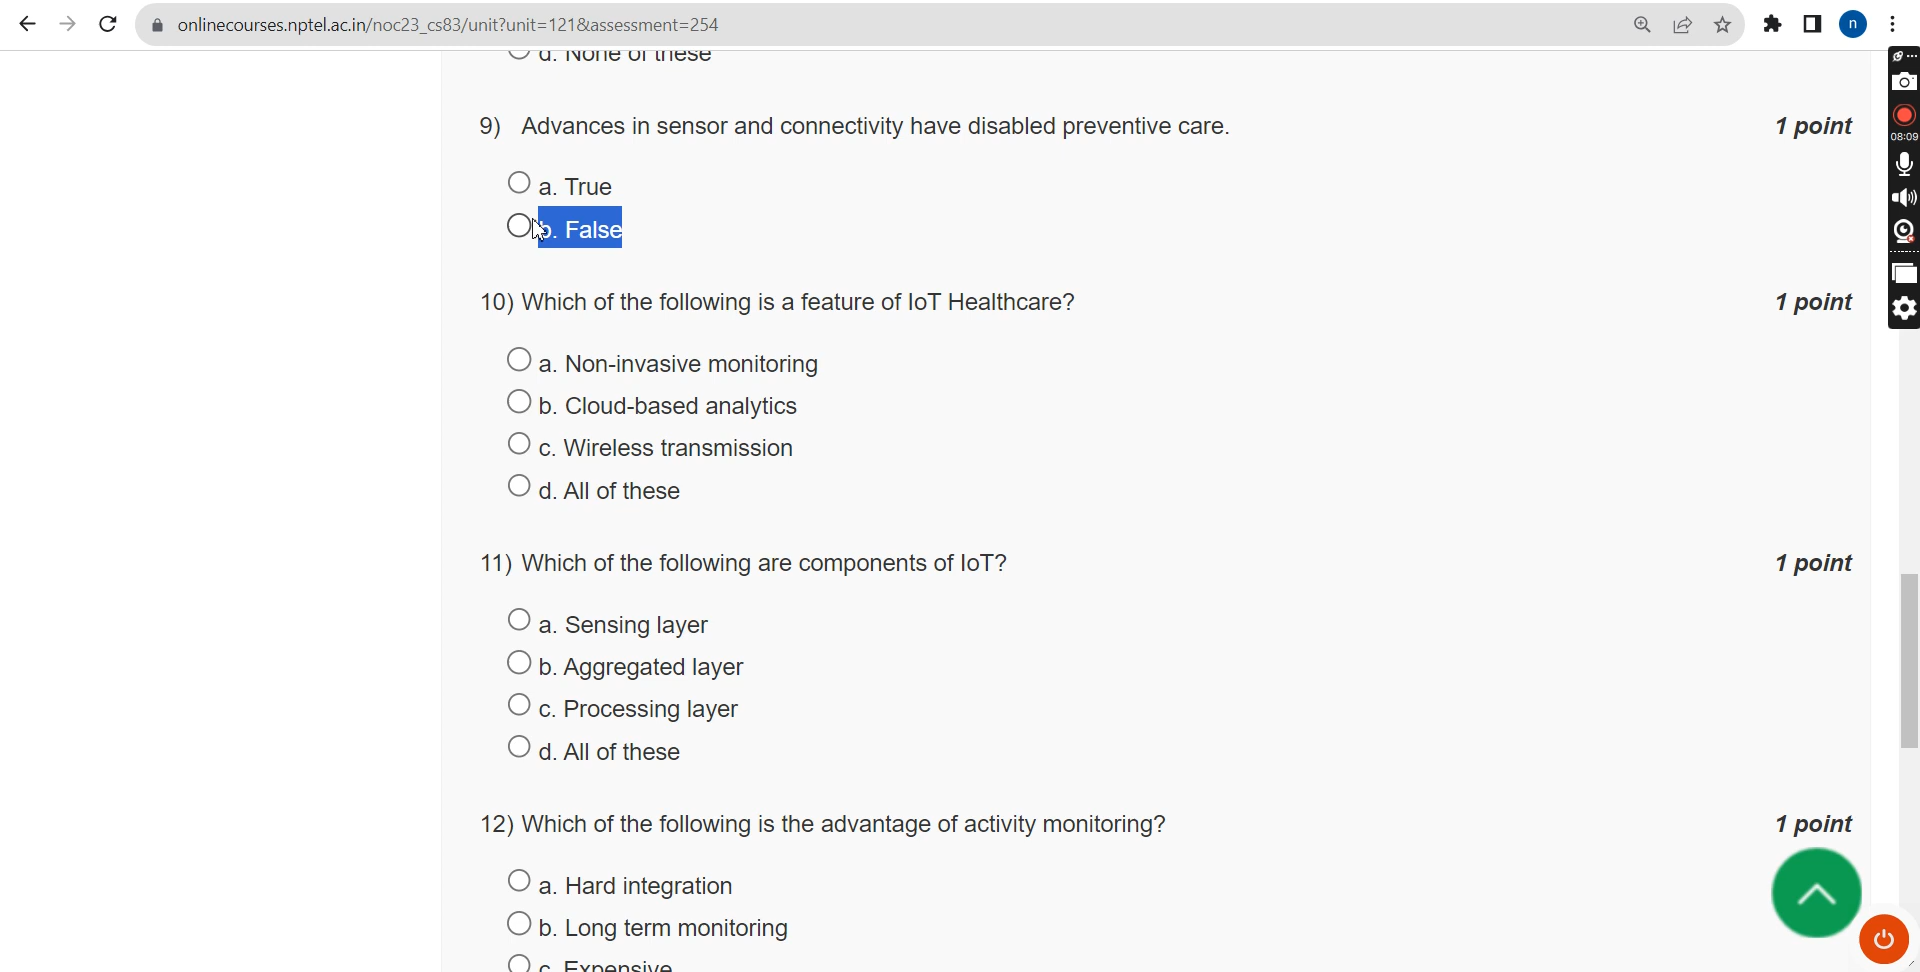 onlinecourses.nptel.ac.in/noc23_cs83/unit?unit=121&assessment=254
n
d. None of these
08:09
9) Advances in sensor and connectivity have disabled preventive care. 1 point
a. True
b. False
10) Which of the following is a feature of IoT Healthcare? 1 point
a. Non-invasive monitoring
b. Cloud-based analytics
c. Wireless transmission
d. All of these
11) Which of the following are components of IoT? 1 point
a. Sensing layer
b. Aggregated layer
c. Processing layer
d. All of these
12) Which of the following is the advantage of activity monitoring? 1 point
a. Hard integration
b. Long term monitoring
c. Expensive